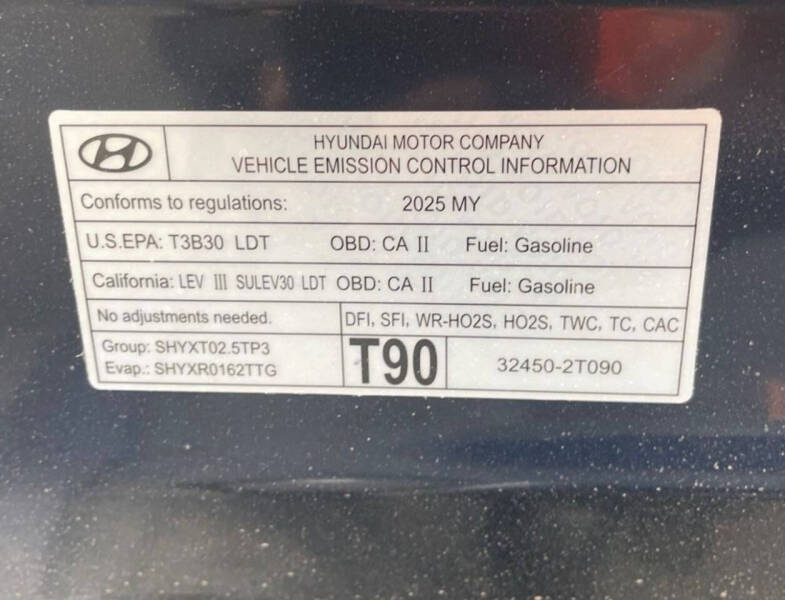 HYUNDAI MOTOR COMPANY
VEHICLE EMISSION CONTROL INFORMATION
Conforms to regulations: 2025 MY
U.S.EPA: T3B30 LDT OBD: CA II Fuel: Gasoline
California: LEV III SULEV30 LDT OBD: CA II Fuel: Gasoline
No adjustments needed. DFI, SFI, WR-HO2S, HO2S, TWC, TC, CAC
Group: SHYXT02.5TP3
Evap.: SHYXR0162TTG
T90
32450-2T090